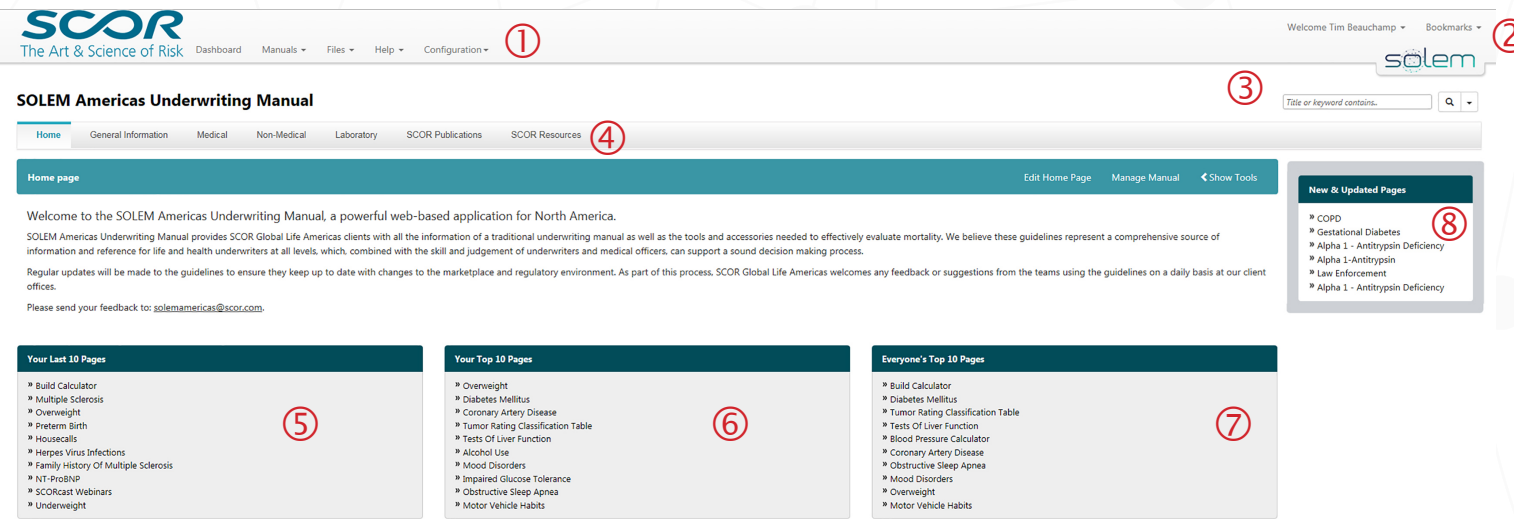 SCOR
The Art & Science of Risk
Dashboard Manuals Files Help Configuration
①
Welcome Tim Beauchamp Bookmarks
②
solem
③
SOLEM Americas Underwriting Manual
Title or keyword contains..
Home General Information Medical Non-Medical Laboratory SCOR Publications SCOR Resources
④
Home page Edit Home Page Manage Manual Show Tools
Welcome to the SOLEM Americas Underwriting Manual, a powerful web-based application for North America.
SOLEM Americas Underwriting Manual provides SCOR Global Life Americas clients with all the information of a traditional underwriting manual as well as the tools and accessories needed to effectively evaluate mortality. We believe these guidelines represent a comprehensive source of
information and reference for life and health underwriters at all levels, which, combined with the skill and judgement of underwriters and medical officers, can support a sound decision making process.
Regular updates will be made to the guidelines to ensure they keep up to date with changes to the marketplace and regulatory environment. As part of this process, SCOR Global Life Americas welcomes any feedback or suggestions from the teams using the guidelines on a daily basis at our client
offices.
Please send your feedback to: solemamericas@scor.com.
New & Updated Pages
⑧
» COPD
» Gestational Diabetes
» Alpha 1 - Antitrypsin Deficiency
» Alpha 1-Antitrypsin
» Law Enforcement
» Alpha 1 - Antitrypsin Deficiency
Your Last 10 Pages
» Build Calculator
» Multiple Sclerosis
» Overweight
» Preterm Birth
» Housecalls
» Herpes Virus Infections
» Family History Of Multiple Sclerosis
» NT-ProBNP
» SCORcast Webinars
» Underweight
⑤
Your Top 10 Pages
» Overweight
» Diabetes Mellitus
» Coronary Artery Disease
» Tumor Rating Classification Table
» Tests Of Liver Function
» Alcohol Use
» Mood Disorders
» Impaired Glucose Tolerance
» Obstructive Sleep Apnea
» Motor Vehicle Habits
⑥
Everyone's Top 10 Pages
» Build Calculator
» Diabetes Mellitus
» Tumor Rating Classification Table
» Tests Of Liver Function
» Blood Pressure Calculator
» Coronary Artery Disease
» Obstructive Sleep Apnea
» Mood Disorders
» Overweight
» Motor Vehicle Habits
⑦